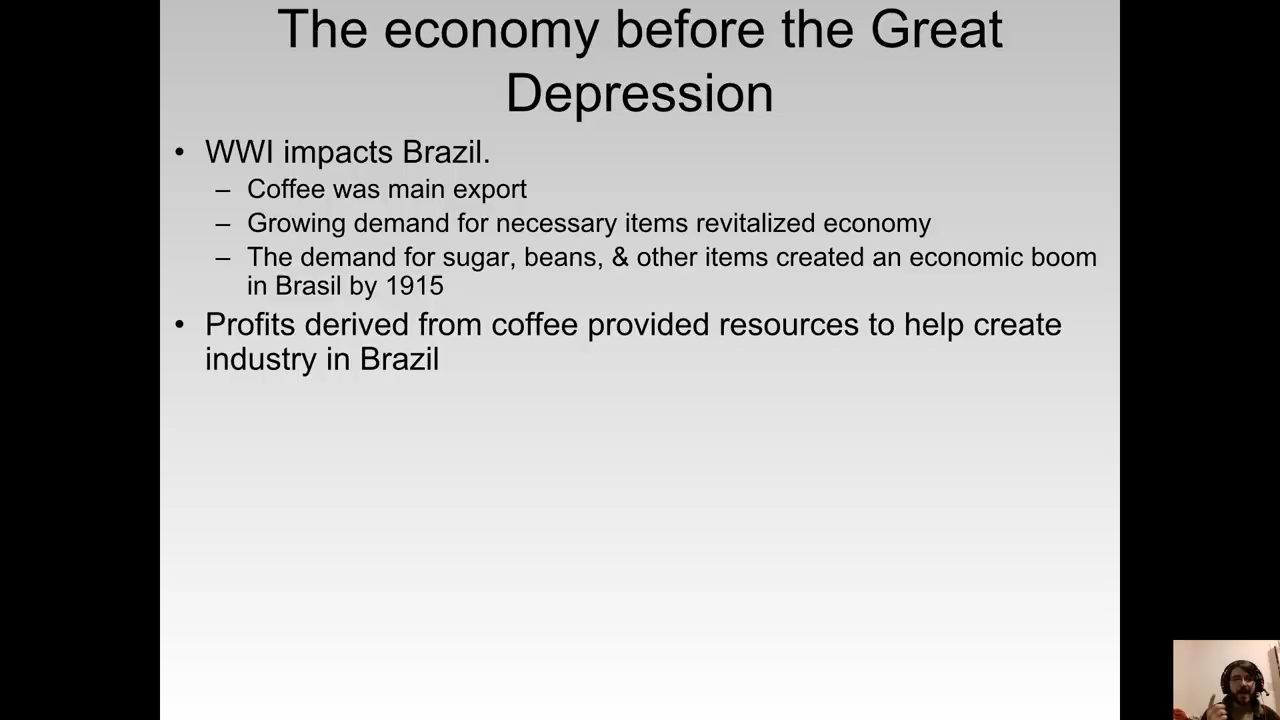 The economy before the Great
Depression
• WWI impacts Brazil.
– Coffee was main export
– Growing demand for necessary items revitalized economy
– The demand for sugar, beans, & other items created an economic boom
in Brasil by 1915
• Profits derived from coffee provided resources to help create
industry in Brazil